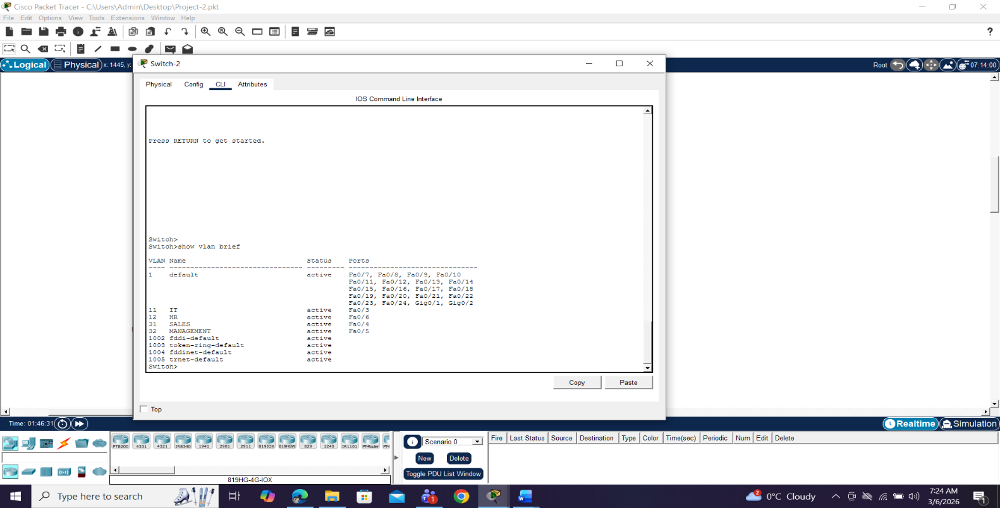 Cisco Packet Tracer - C:\Users\Admin\Desktop\Project-2.pkt
File Edit Options View Tools Extensions Window Help
?
Logical Physical x: 1445, y:
Root 07:14:00
Switch-2
Physical Config CLI Attributes
IOS Command Line Interface
Press RETURN to get started.
Switch>
Switch>show vlan brief
VLAN Name Status Ports
---- -------------------------------- --------- -------------------------------
1 default active Fa0/7, Fa0/8, Fa0/9, Fa0/10
Fa0/11, Fa0/12, Fa0/13, Fa0/14
Fa0/15, Fa0/16, Fa0/17, Fa0/18
Fa0/19, Fa0/20, Fa0/21, Fa0/22
Fa0/23, Fa0/24, Gig0/1, Gig0/2
11 IT active Fa0/3
12 HR active Fa0/6
31 SALES active Fa0/4
32 MANAGEMENT active Fa0/5
1002 fddi-default active
1003 token-ring-default active
1004 fddinet-default active
1005 trnet-default active
Switch>
Copy Paste
Top
Time: 01:46:31
Realtime Simulation
PT8200 4331 4321 IR8340 1941 2901 2911 819IOX 819HGW 829 1240 IR1101 PT-Router
819HG-4G-IOX
Scenario 0
New Delete
Toggle PDU List Window
Fire Last Status Source Destination Type Color Time(sec) Periodic Num Edit Delete
Type here to search
1
2
0°C Cloudy
7:24 AM
3/6/2026
1